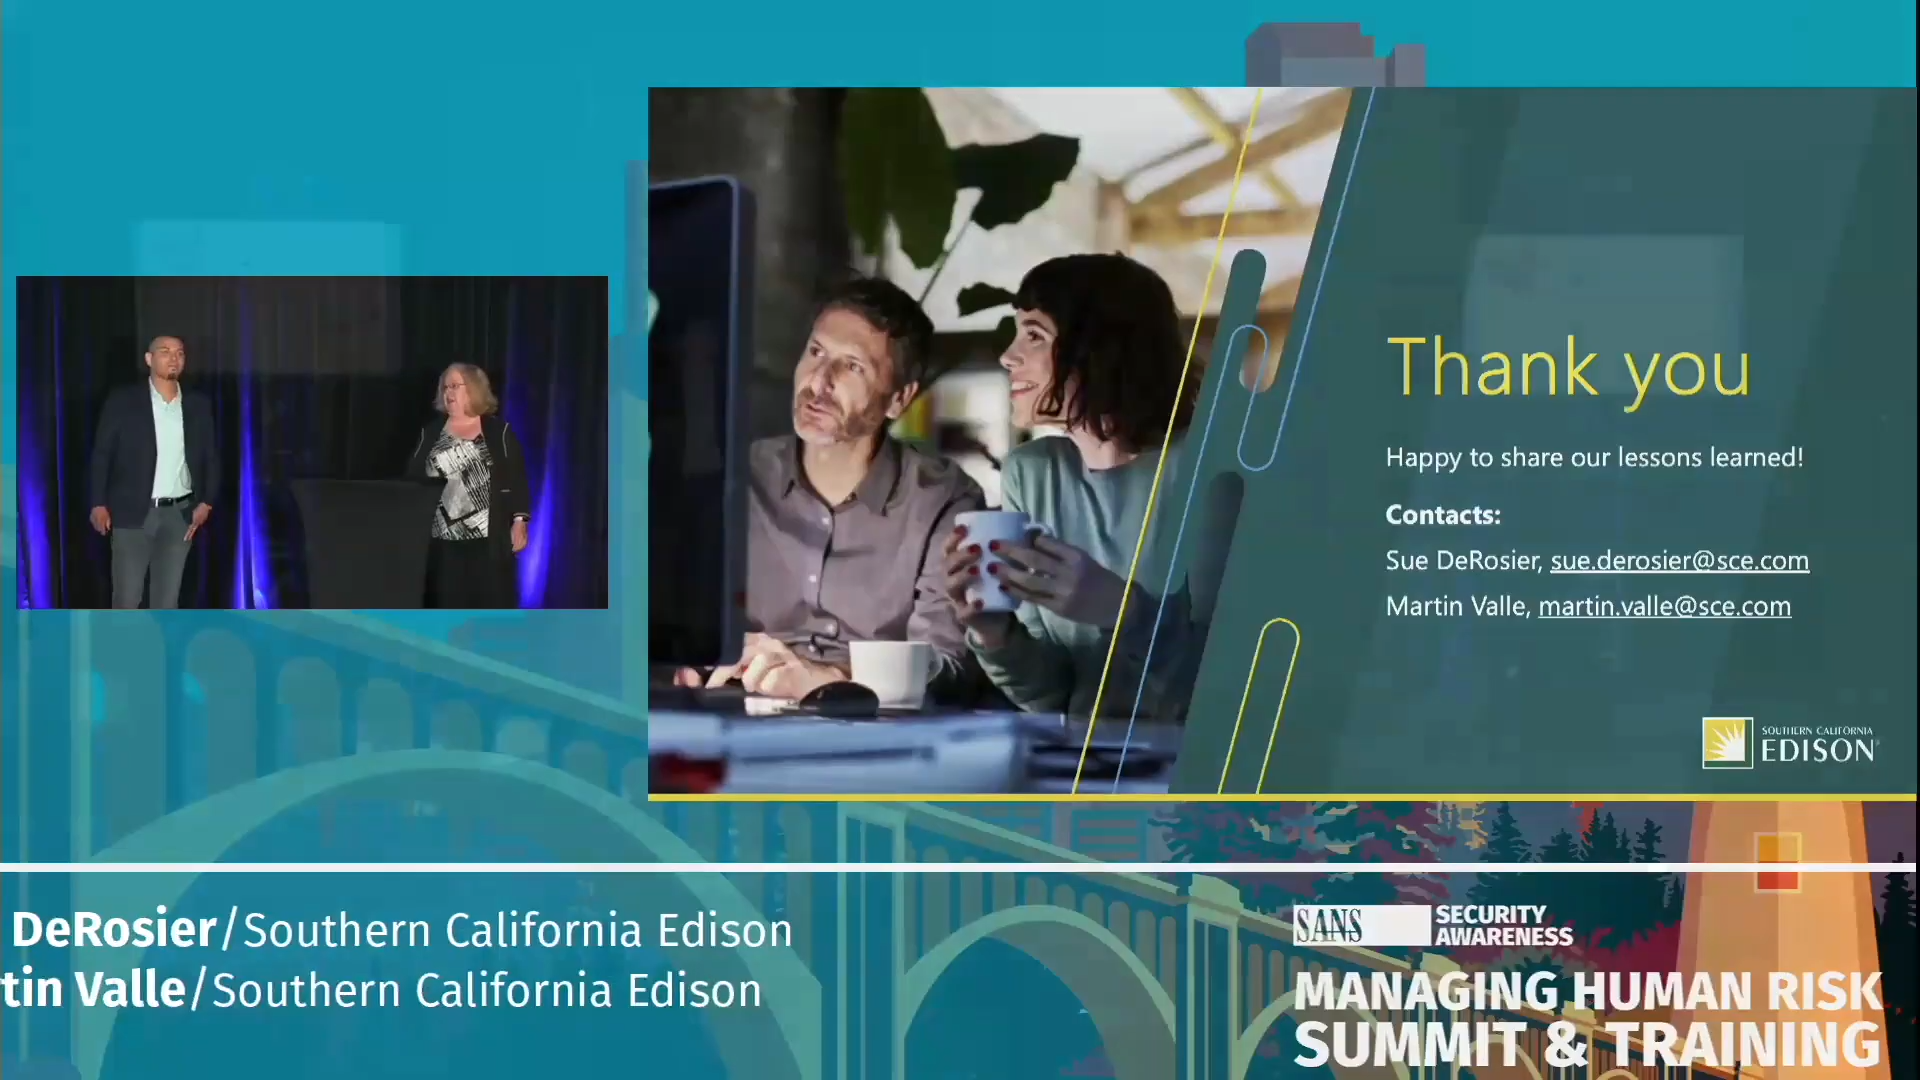 Thank you
Happy to share our lessons learned!
Contacts:
Sue DeRosier, sue.derosier@sce.com
Martin Valle, martin.valle@sce.com
SOUTHERN CALIFORNIA
EDISON
DeRosier/Southern California Edison
tin Valle/Southern California Edison
SANS
SECURITY
AWARENESS
MANAGING HUMAN RISK
SUMMIT & TRAINING